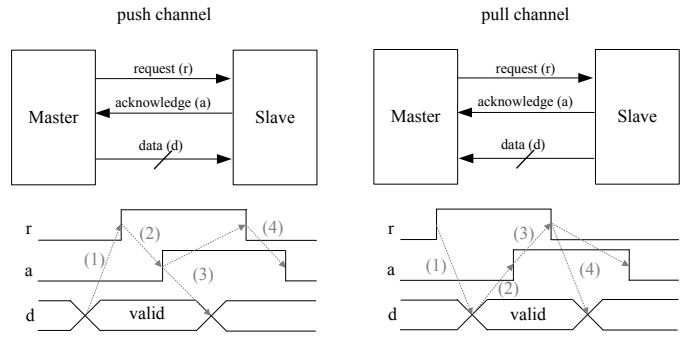 push channel
request (r)
acknowledge (a)
data (d)
Master
Slave
r
a
d
(1)
(2)
(3)
(4)
valid
pull channel
request (r)
acknowledge (a)
data (d)
Master
Slave
r
a
d
(1)
(2)
(3)
(4)
valid